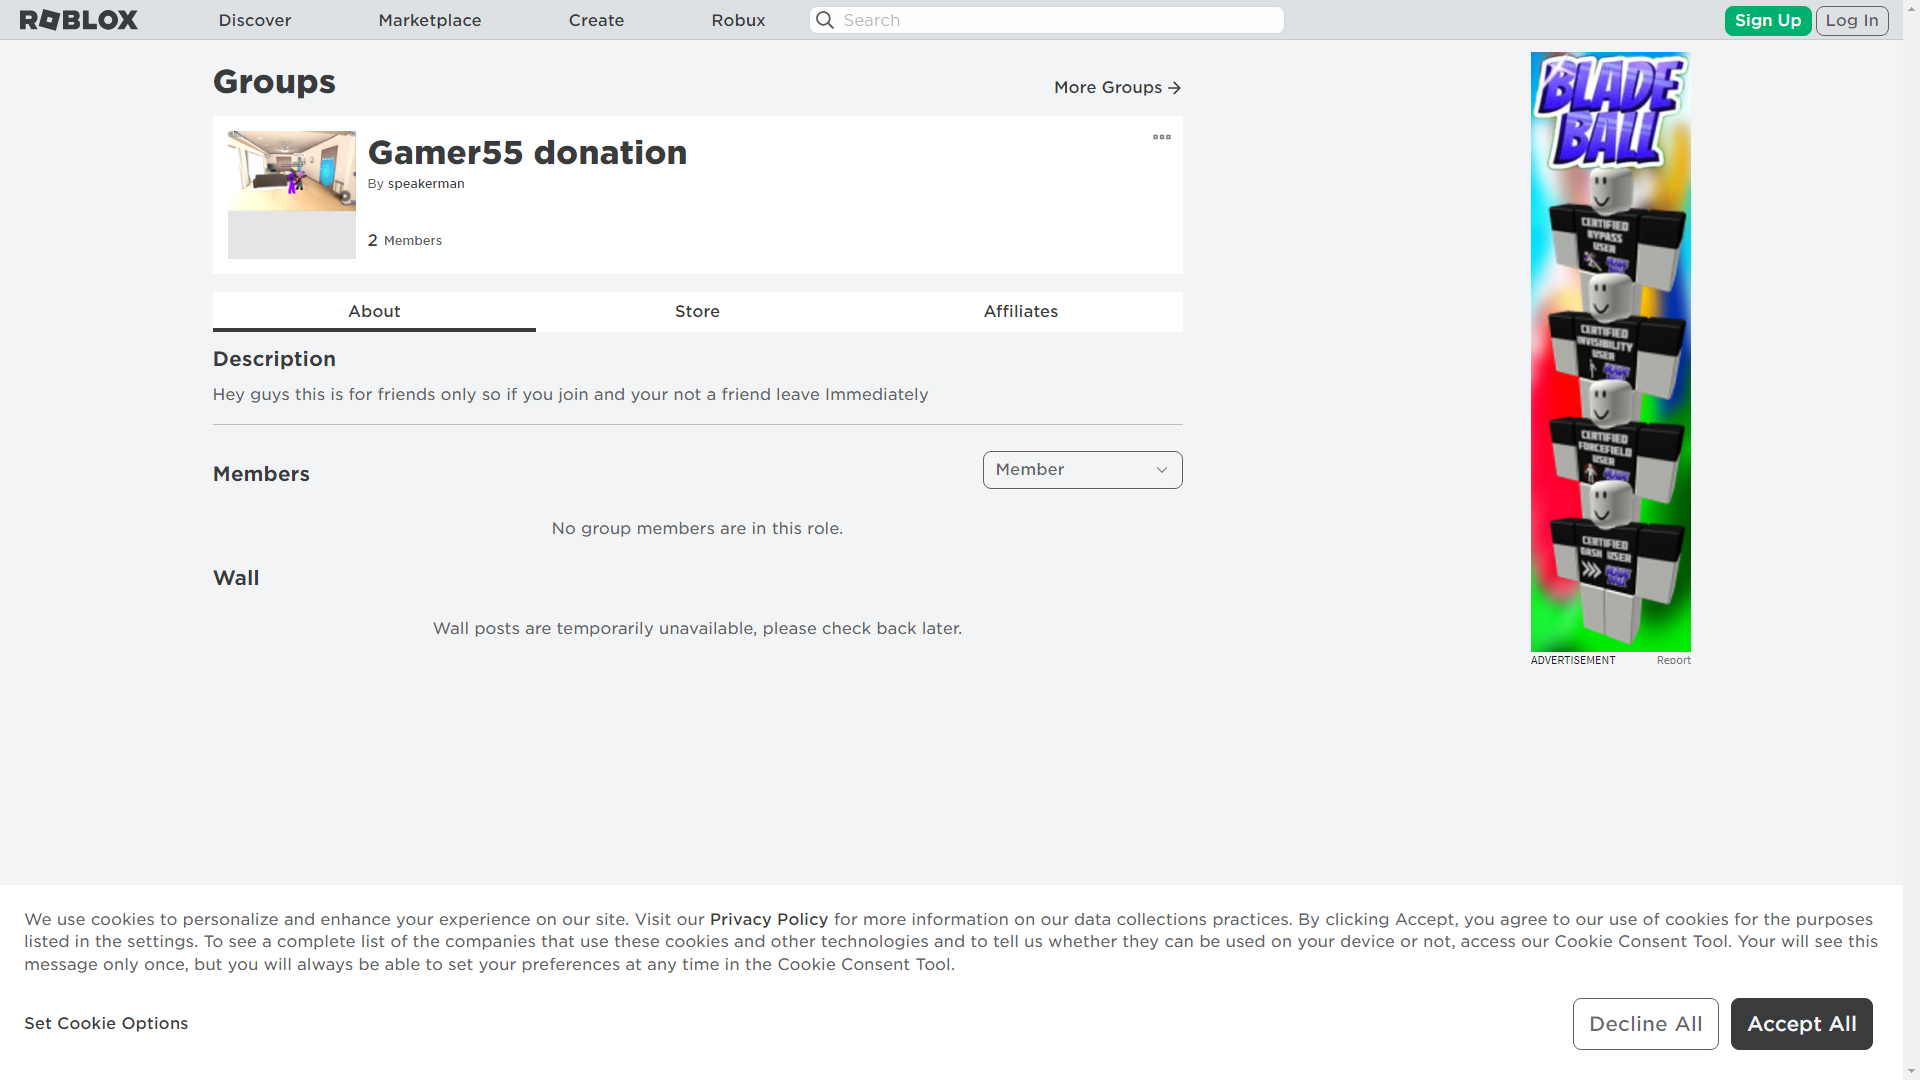 ROBLOX
Discover
Marketplace
Create
Robux
Search
Sign Up
Log In
Groups
More Groups
Gamer55 donation
By speakerman
2 Members
About
Store
Affiliates
Description
Hey guys this is for friends only so if you join and your not a friend leave Immediately
Members
Member
No group members are in this role.
Wall
Wall posts are temporarily unavailable, please check back later.
BLADE
BALL
CERTIFIED
BYPASS
USER
CERTIFIED
INVISIBILITY
USER
CERTIFIED
FORCEFIELD
USER
CERTIFIED
DASH USER
ADVERTISEMENT
Report
We use cookies to personalize and enhance your experience on our site. Visit our Privacy Policy for more information on our data collections practices. By clicking Accept, you agree to our use of cookies for the purposes
listed in the settings. To see a complete list of the companies that use these cookies and other technologies and to tell us whether they can be used on your device or not, access our Cookie Consent Tool. Your will see this
message only once, but you will always be able to set your preferences at any time in the Cookie Consent Tool.
Set Cookie Options
Decline All
Accept All